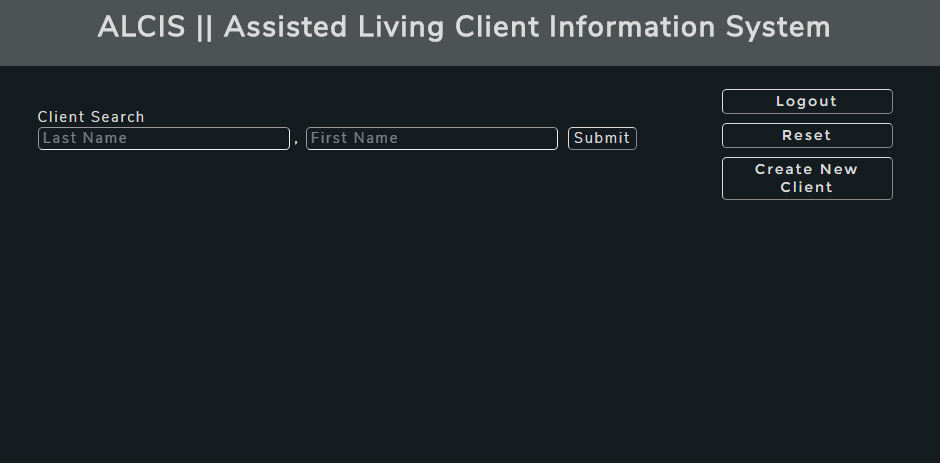 ALCIS || Assisted Living Client Information System
Client Search
Last Name , First Name Submit
Logout
Reset
Create New
Client